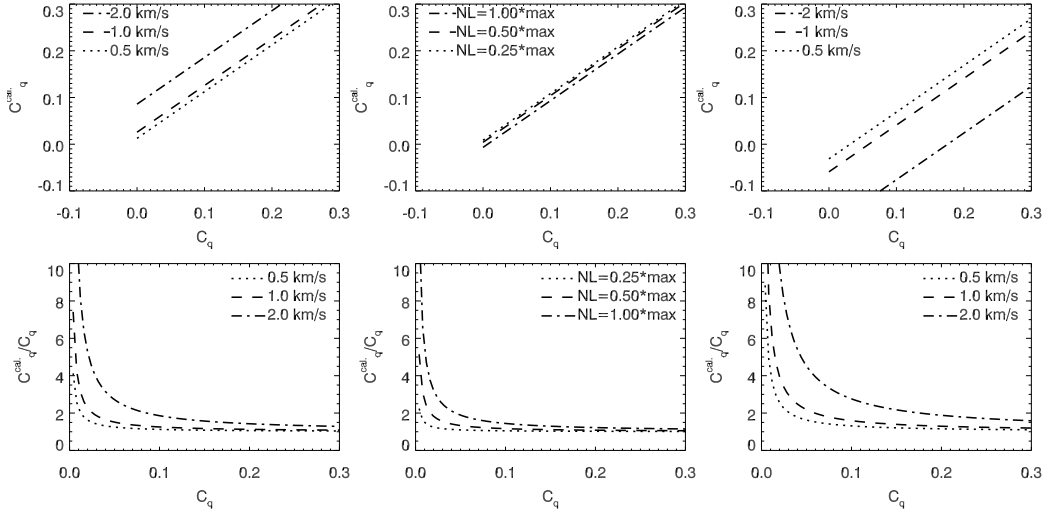 0.3
0.2
0.1
0.0
-0.1
-0.1 0.0 0.1 0.2 0.3
C^cal._q
C_q
2.0 km/s
1.0 km/s
0.5 km/s
0.3
0.2
0.1
0.0
-0.1
-0.1 0.0 0.1 0.2 0.3
C^cal._q
C_q
NL=1.00*max
NL=0.50*max
NL=0.25*max
0.3
0.2
0.1
0.0
-0.1
-0.1 0.0 0.1 0.2 0.3
C^cal._q
C_q
2 km/s
1 km/s
0.5 km/s
10
8
6
4
2
0
0.0 0.1 0.2 0.3
C^cal._q/C_q
C_q
0.5 km/s
1.0 km/s
2.0 km/s
10
8
6
4
2
0
0.0 0.1 0.2 0.3
C^cal._q/C_q
C_q
NL=0.25*max
NL=0.50*max
NL=1.00*max
10
8
6
4
2
0
0.0 0.1 0.2 0.3
C^cal._q/C_q
C_q
0.5 km/s
1.0 km/s
2.0 km/s